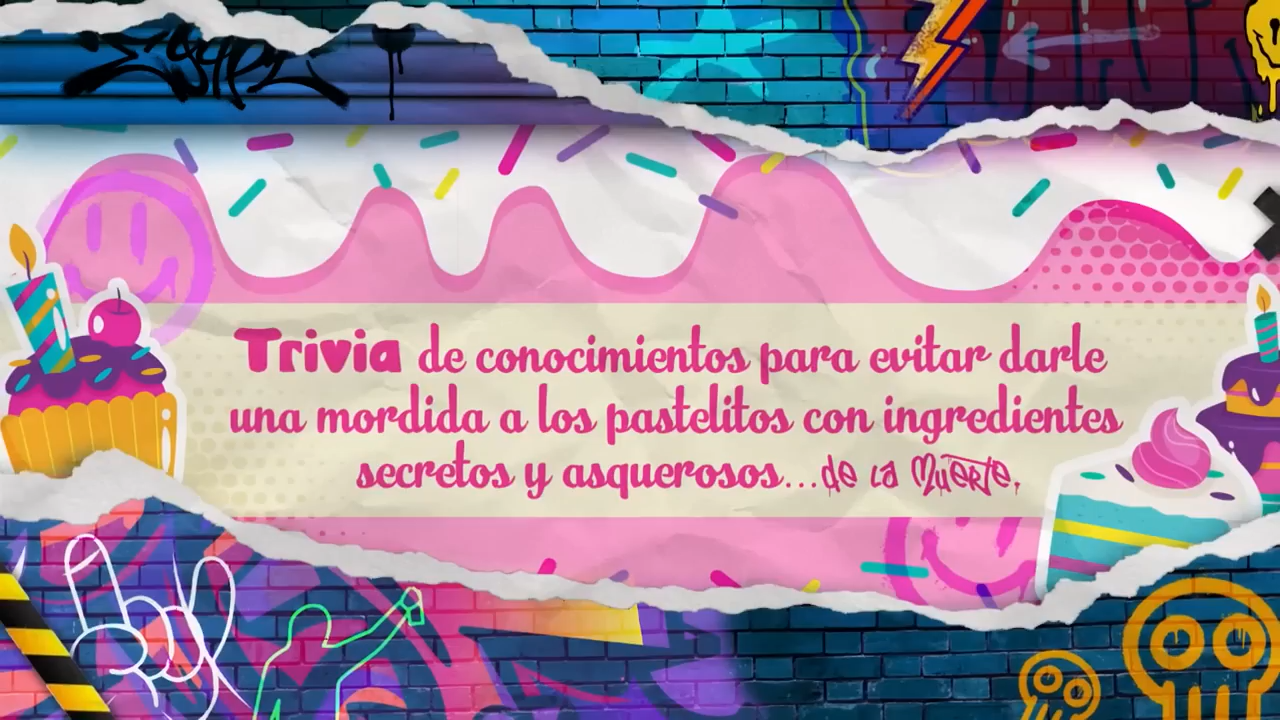 Trivia de conocimientos para evitar darle
una mordida a los pastelitos con ingredientes
secretos y asquerosos...de la Muerte.